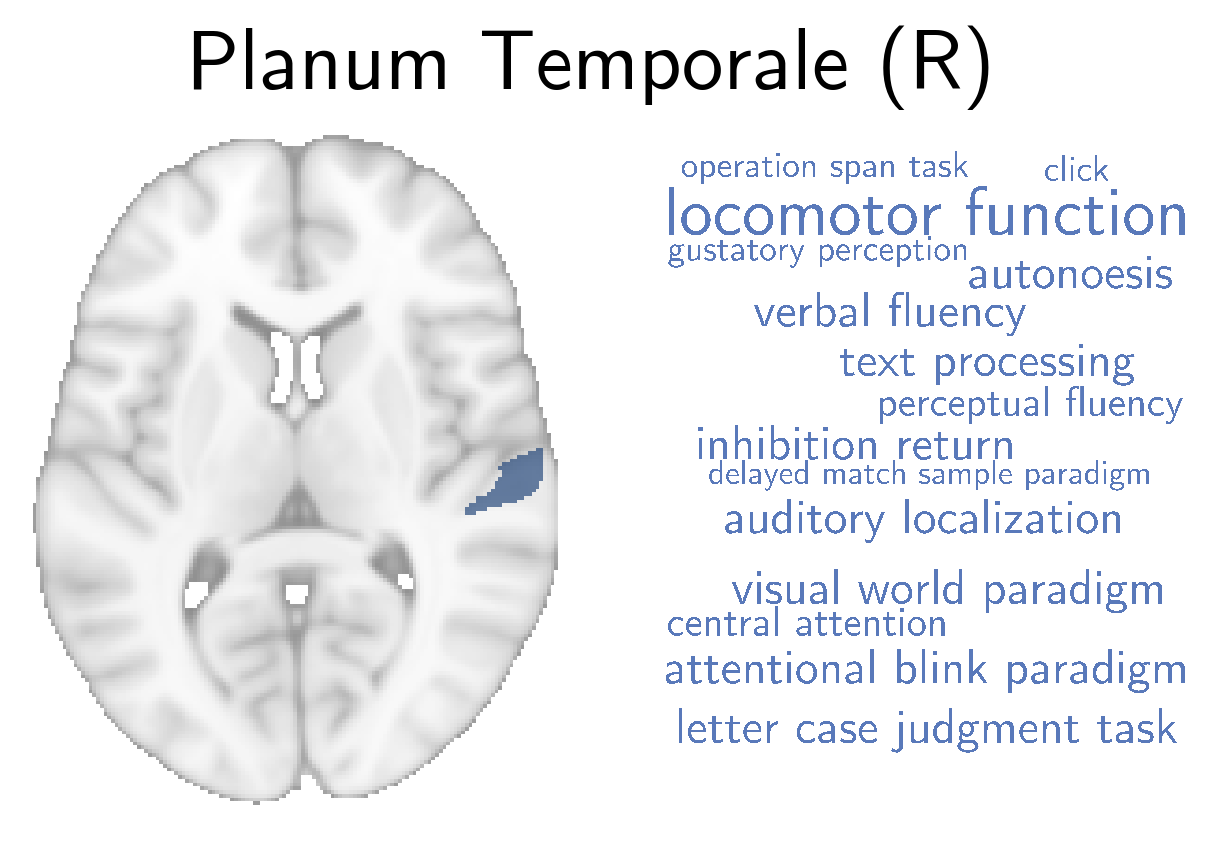 Planum Temporale (R)
operation span task click
locomotor function
gustatory perception
autonoesis
verbal fluency
text processing
perceptual fluency
inhibition return
delayed match sample paradigm
auditory localization
visual world paradigm
central attention
attentional blink paradigm
letter case judgment task